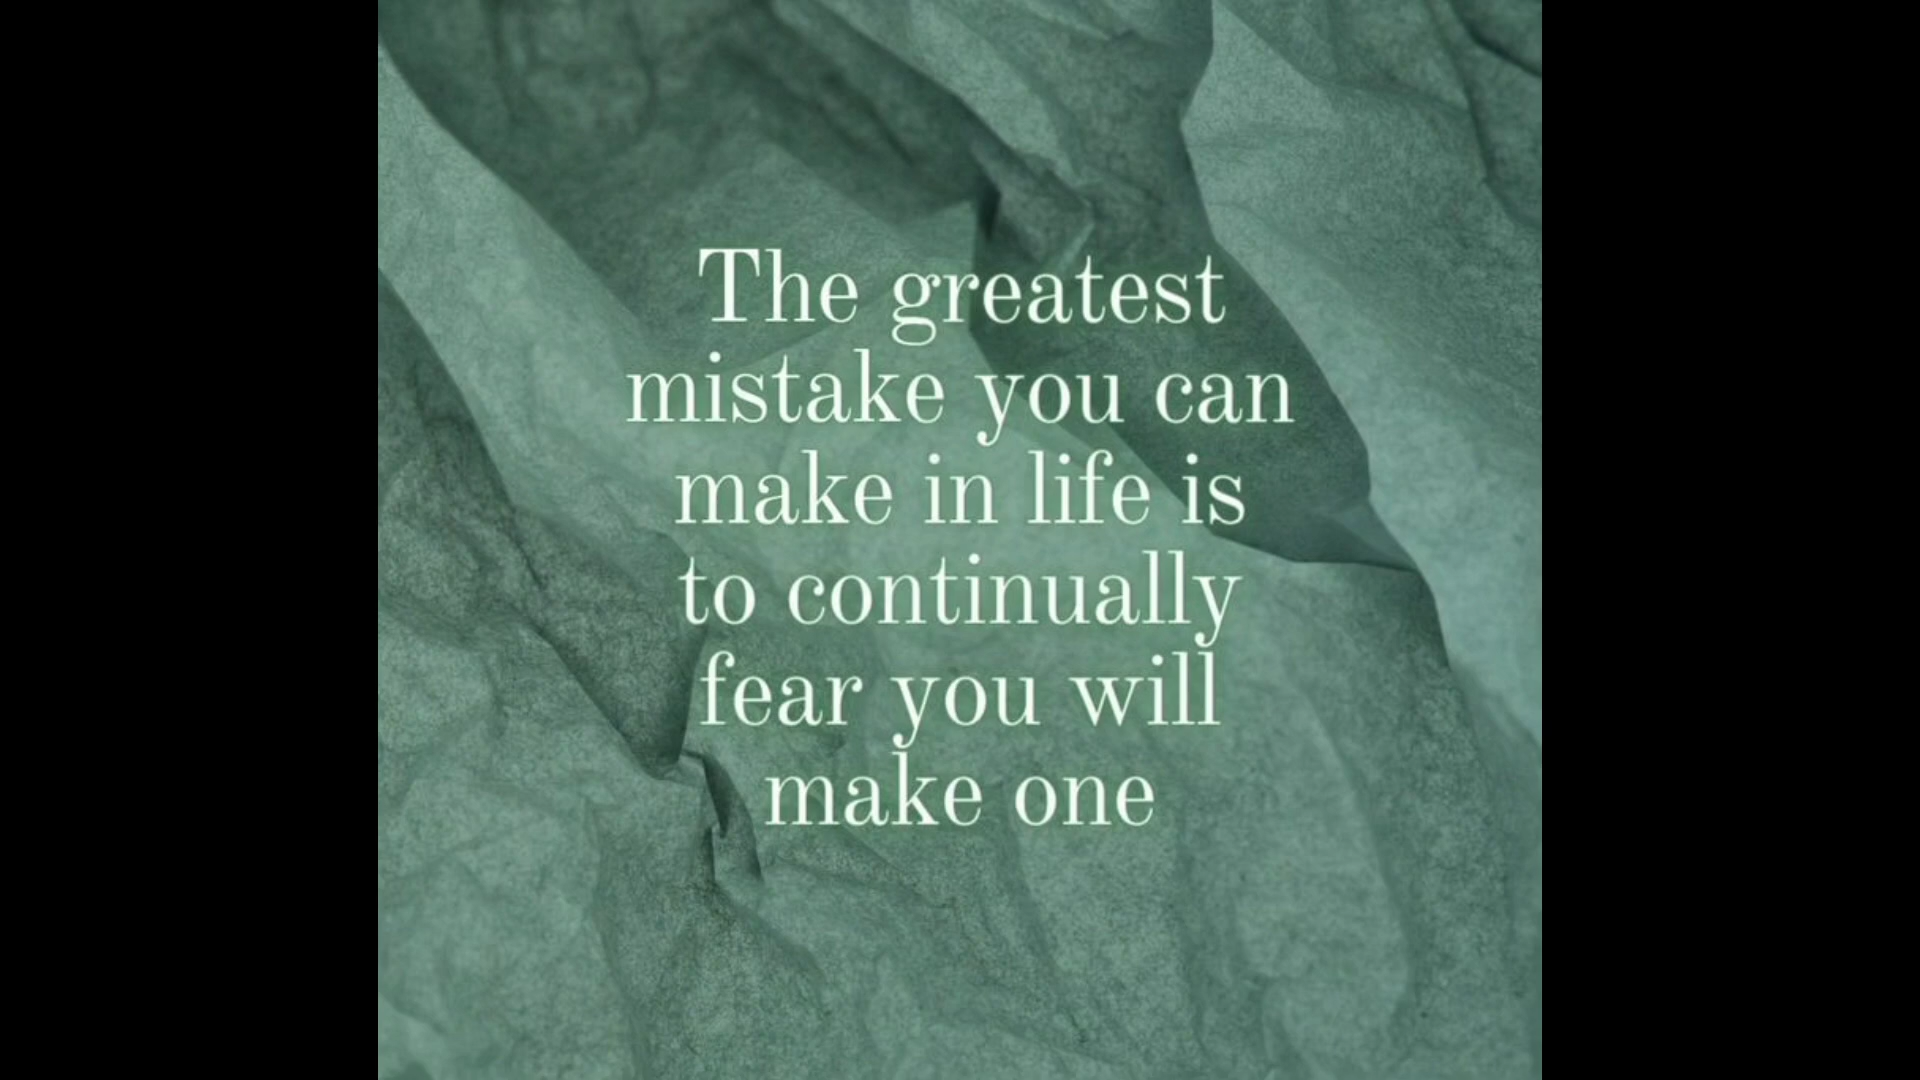 The greatest
mistake you can
make in life is
to continually
fear you will
make one